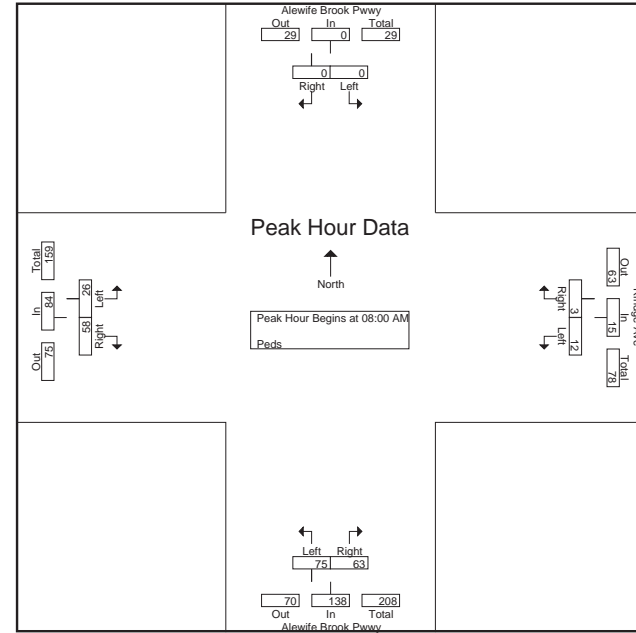 Alewife Brook Pwwy
Out In Total
29 0 29
0 0
Right Left
Peak Hour Data
North
Peak Hour Begins at 08:00 AM
Peds
Total
159
In
84
Out
75
Left
26
Right
58
Out
63
In
15
Total
78
Right
3
Left
12
Left Right
75 63
70 138 208
Out In Total
Alewife Brook Pwwy